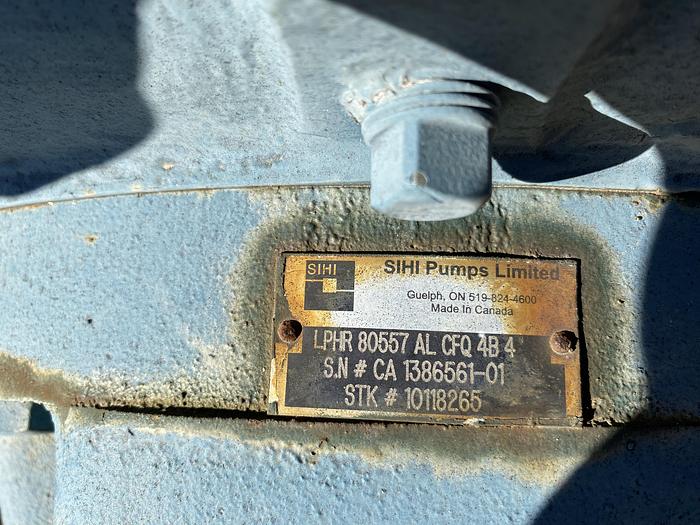 SIHI
SIHI Pumps Limited
Guelph, ON 519-824-4600
Made In Canada
LPHR 80557 AL CFQ 4B 4
S.N # CA 1386561-01
STK # 10118265